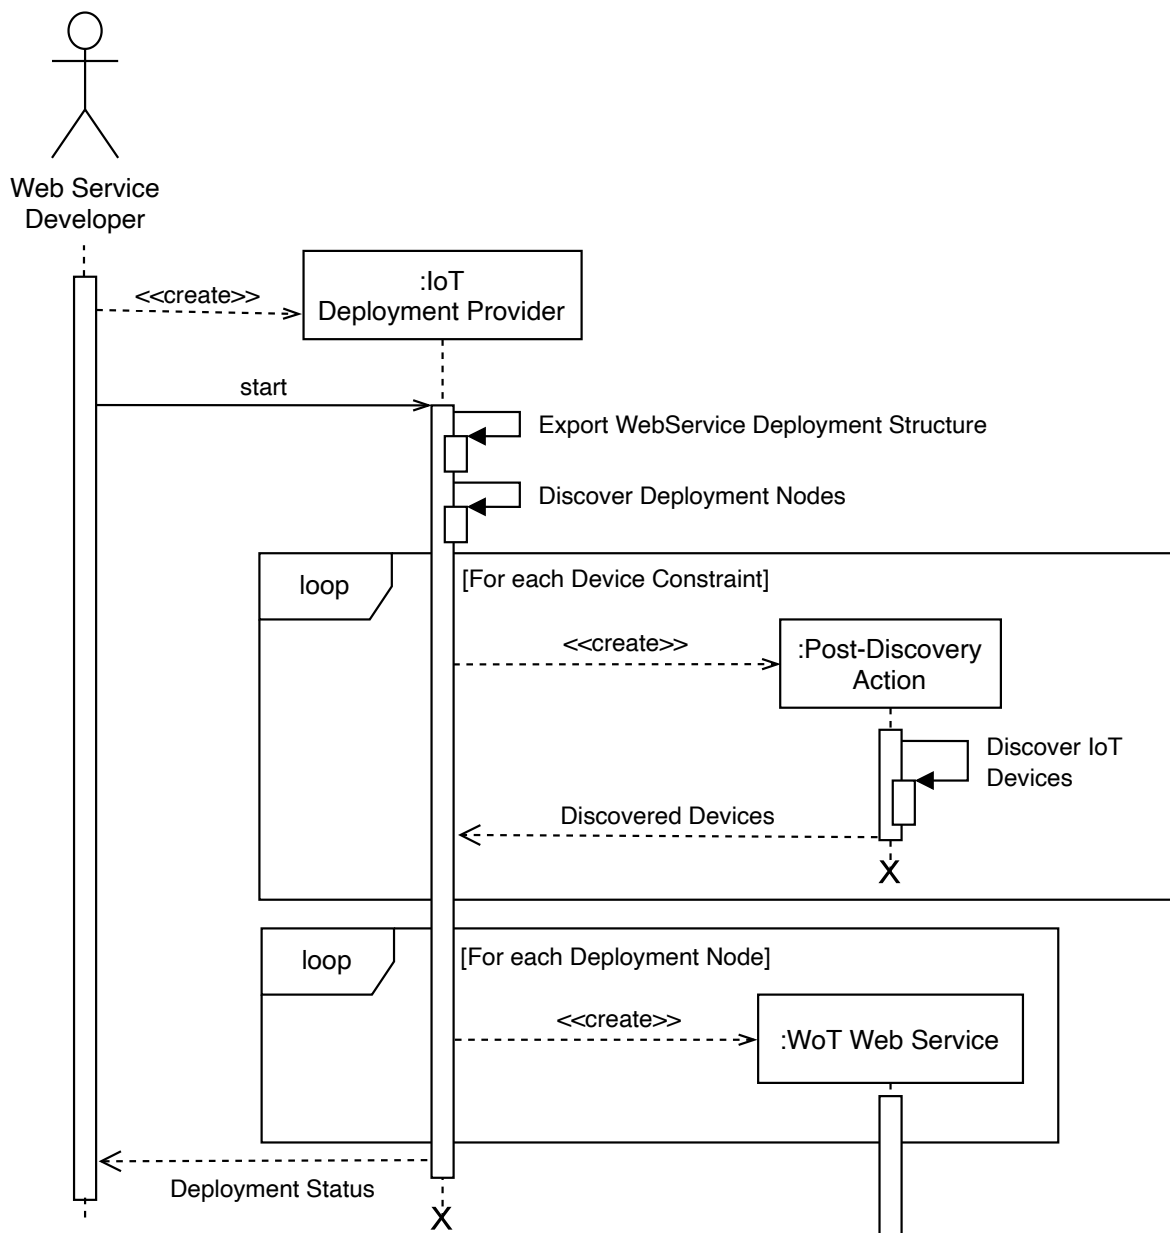 Web Service
Developer
:IoT
Deployment Provider
<<create>>
start
Export WebService Deployment Structure
Discover Deployment Nodes
loop
[For each Device Constraint]
<<create>>
:Post-Discovery
Action
Discover IoT
Devices
Discovered Devices
X
loop
[For each Deployment Node]
<<create>>
:WoT Web Service
Deployment Status
X